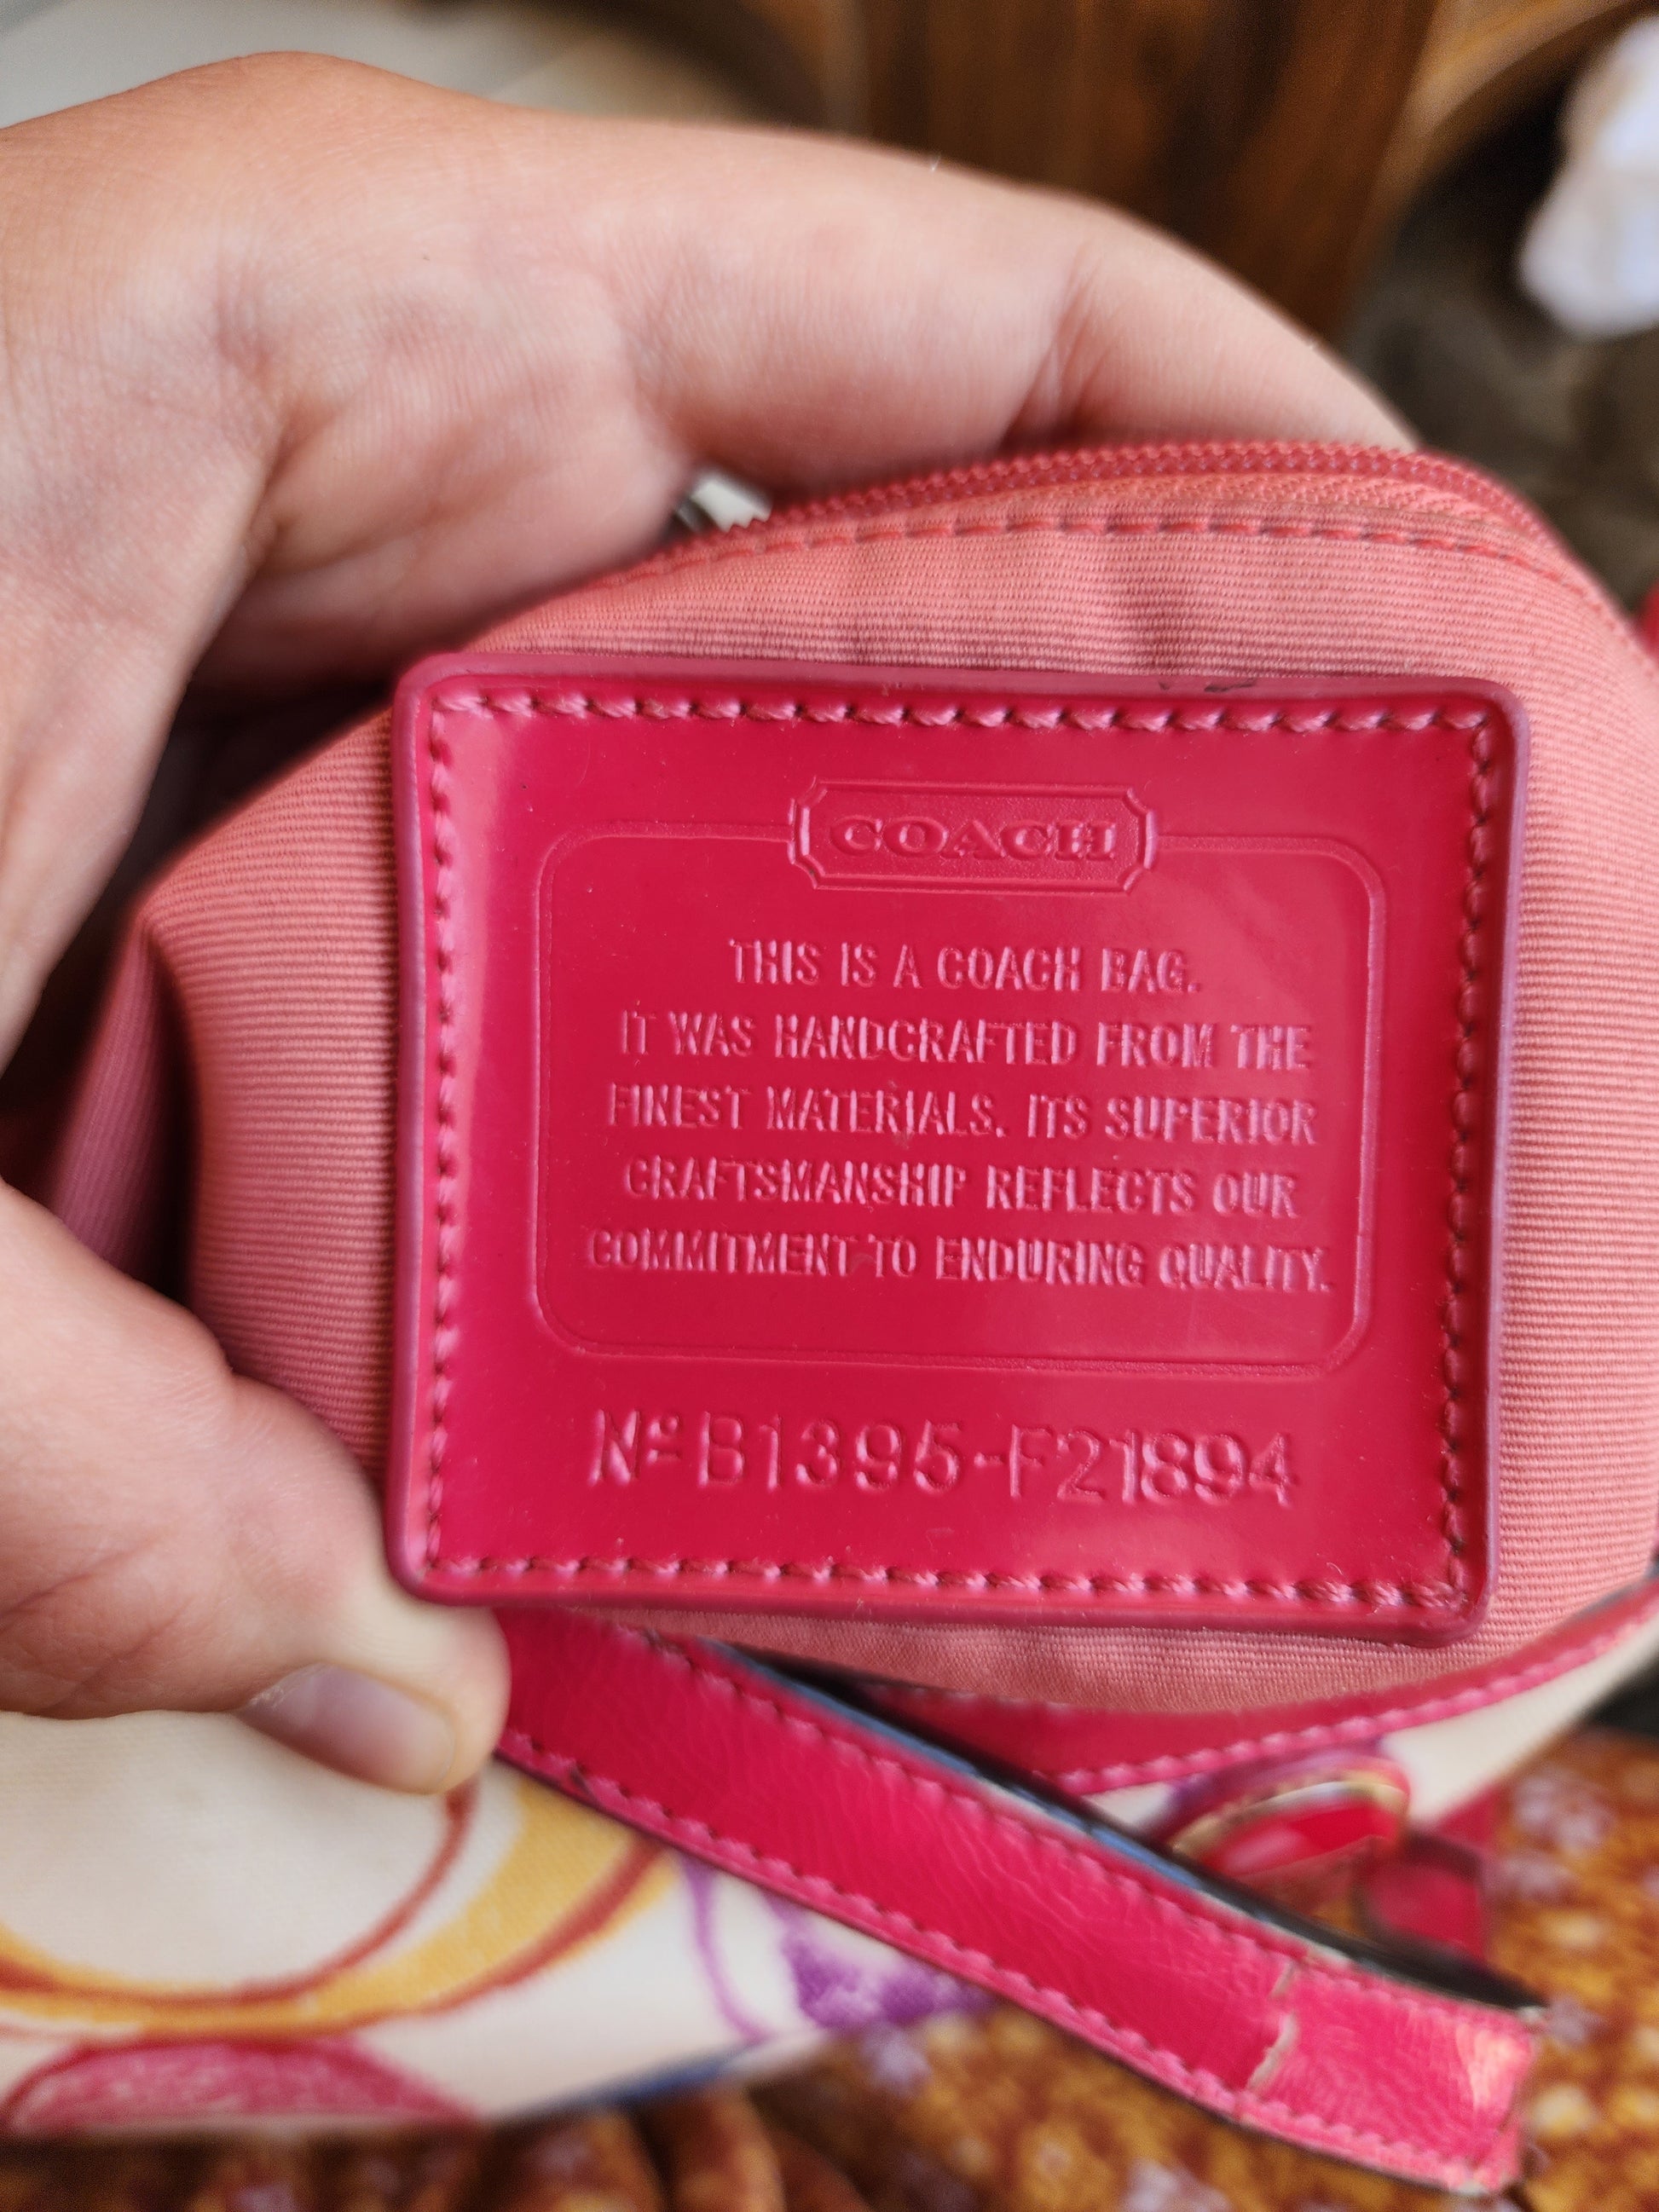 COACH
THIS IS A COACH BAG.
IT WAS HANDCRAFTED FROM THE
FINEST MATERIALS. ITS SUPERIOR
CRAFTSMANSHIP REFLECTS OUR
COMMITMENT TO ENDURING QUALITY.
Nº B1395-F21894